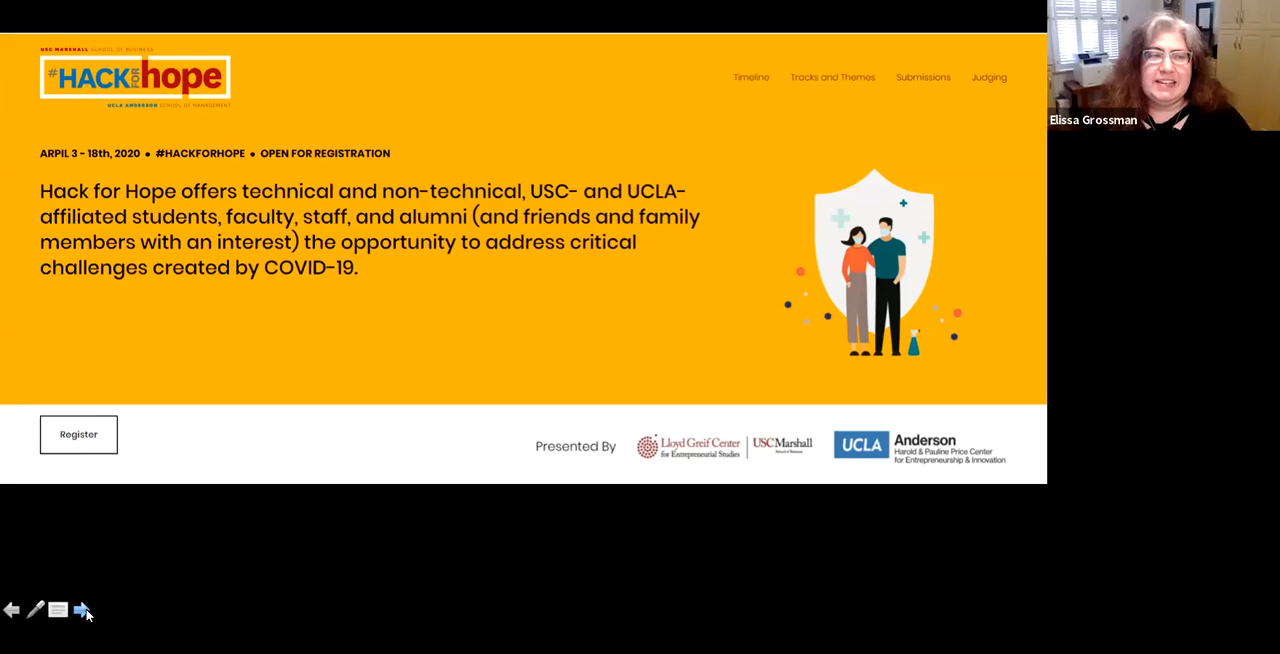 USC MARSHALL SCHOOL OF BUSINESS
#HACK FOR hope
UCLA ANDERSON SCHOOL OF MANAGEMENT
Timeline
Tracks and Themes
Submissions
Judging
Elissa Grossman
ARPIL 3 - 18th, 2020 ● #HACKFORHOPE ● OPEN FOR REGISTRATION
Hack for Hope offers technical and non-technical, USC- and UCLA-
affiliated students, faculty, staff, and alumni (and friends and family
members with an interest) the opportunity to address critical
challenges created by COVID-19.
Register
Presented By
Lloyd Greif Center
for Entrepreneurial Studies
USC Marshall
School of Business
UCLA
Anderson
Harold & Pauline Price Center
for Entrepreneurship & Innovation